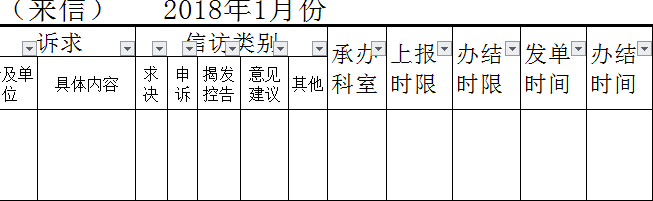 （来信） 2018年1月份
诉求 信访类别 承办科室 上报时限 办结时限 发单时间 办结时间
及单位 具体内容 求决 申诉 揭发控告 意见建议 其他